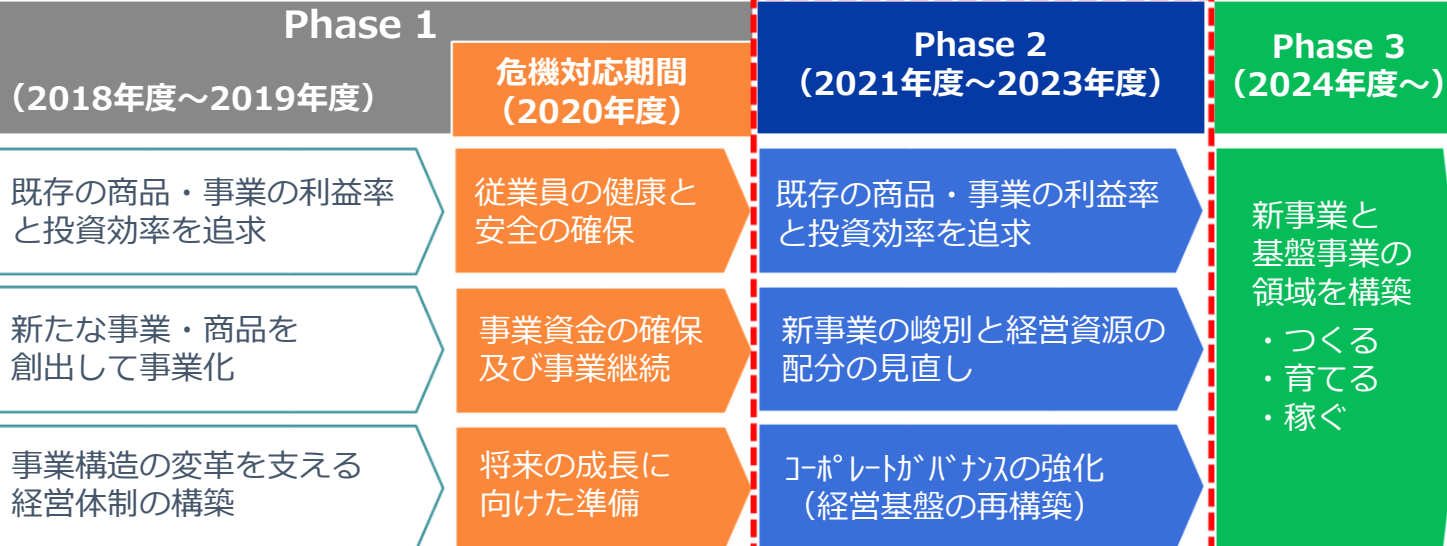 Phase 1
（2018年度～2019年度）
危機対応期間
（2020年度）
Phase 2
（2021年度～2023年度）
Phase 3
（2024年度～）
既存の商品・事業の利益率
と投資効率を追求
従業員の健康と
安全の確保
既存の商品・事業の利益率
と投資効率を追求
新たな事業・商品を
創出して事業化
事業資金の確保
及び事業継続
新事業の峻別と経営資源の
配分の見直し
事業構造の変革を支える
経営体制の構築
将来の成長に
向けた準備
ｺｰﾎﾟﾚｰﾄｶﾞﾊﾞﾅﾝｽの強化
（経営基盤の再構築）
新事業と
基盤事業の
領域を構築
・つくる
・育てる
・稼ぐ